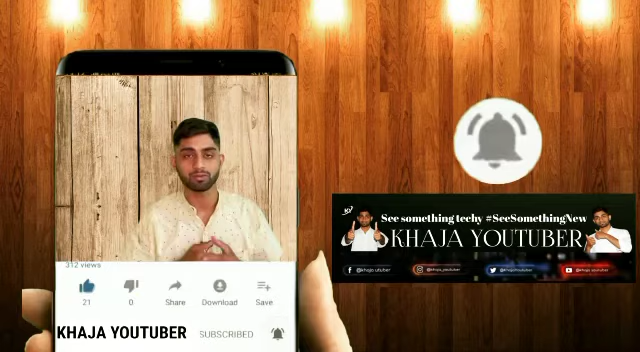 See something techy #SeeSomethingNew
KHAJA YOUTUBER
312 views
21
0
Share
Download
Save
KHAJA YOUTUBER
SUBSCRIBED